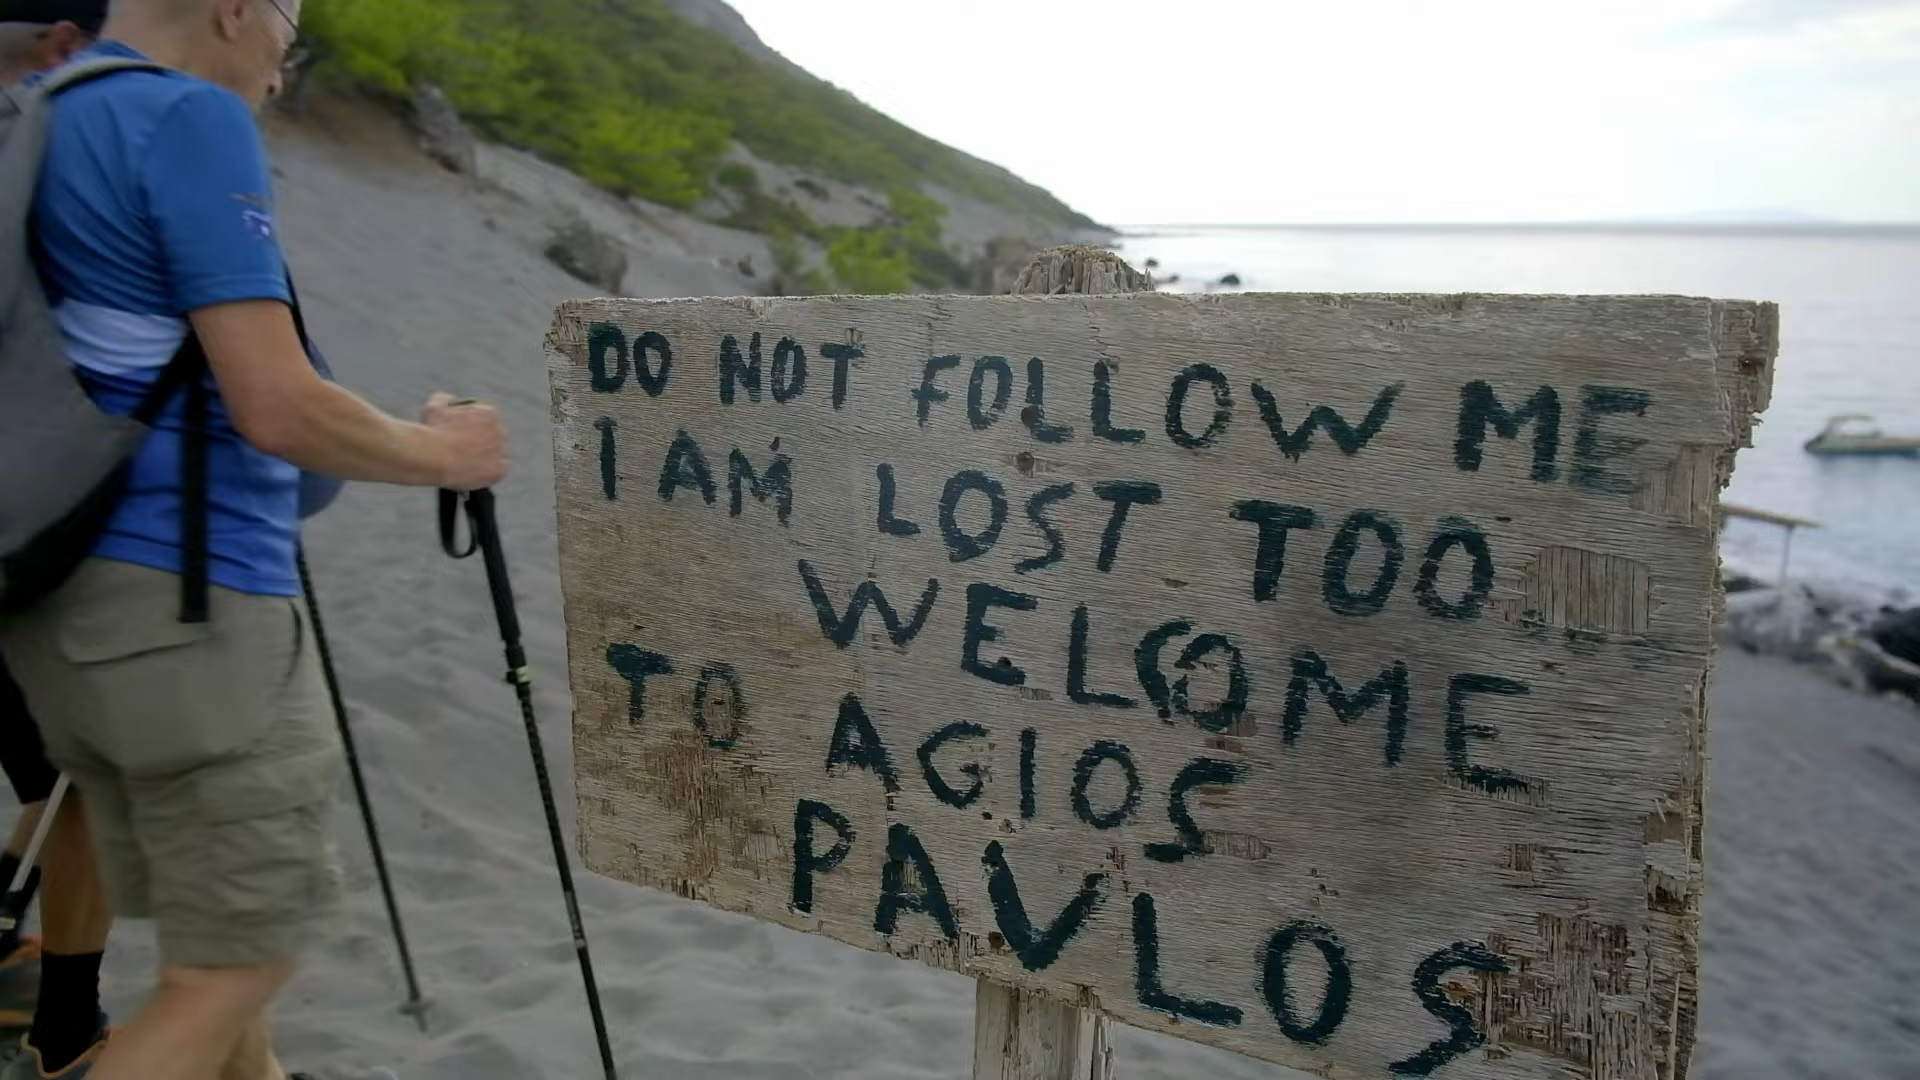 DO NOT FOLLOW ME
I AM LOST TOO
WELCOME
TO AGIOS
PAVLOS